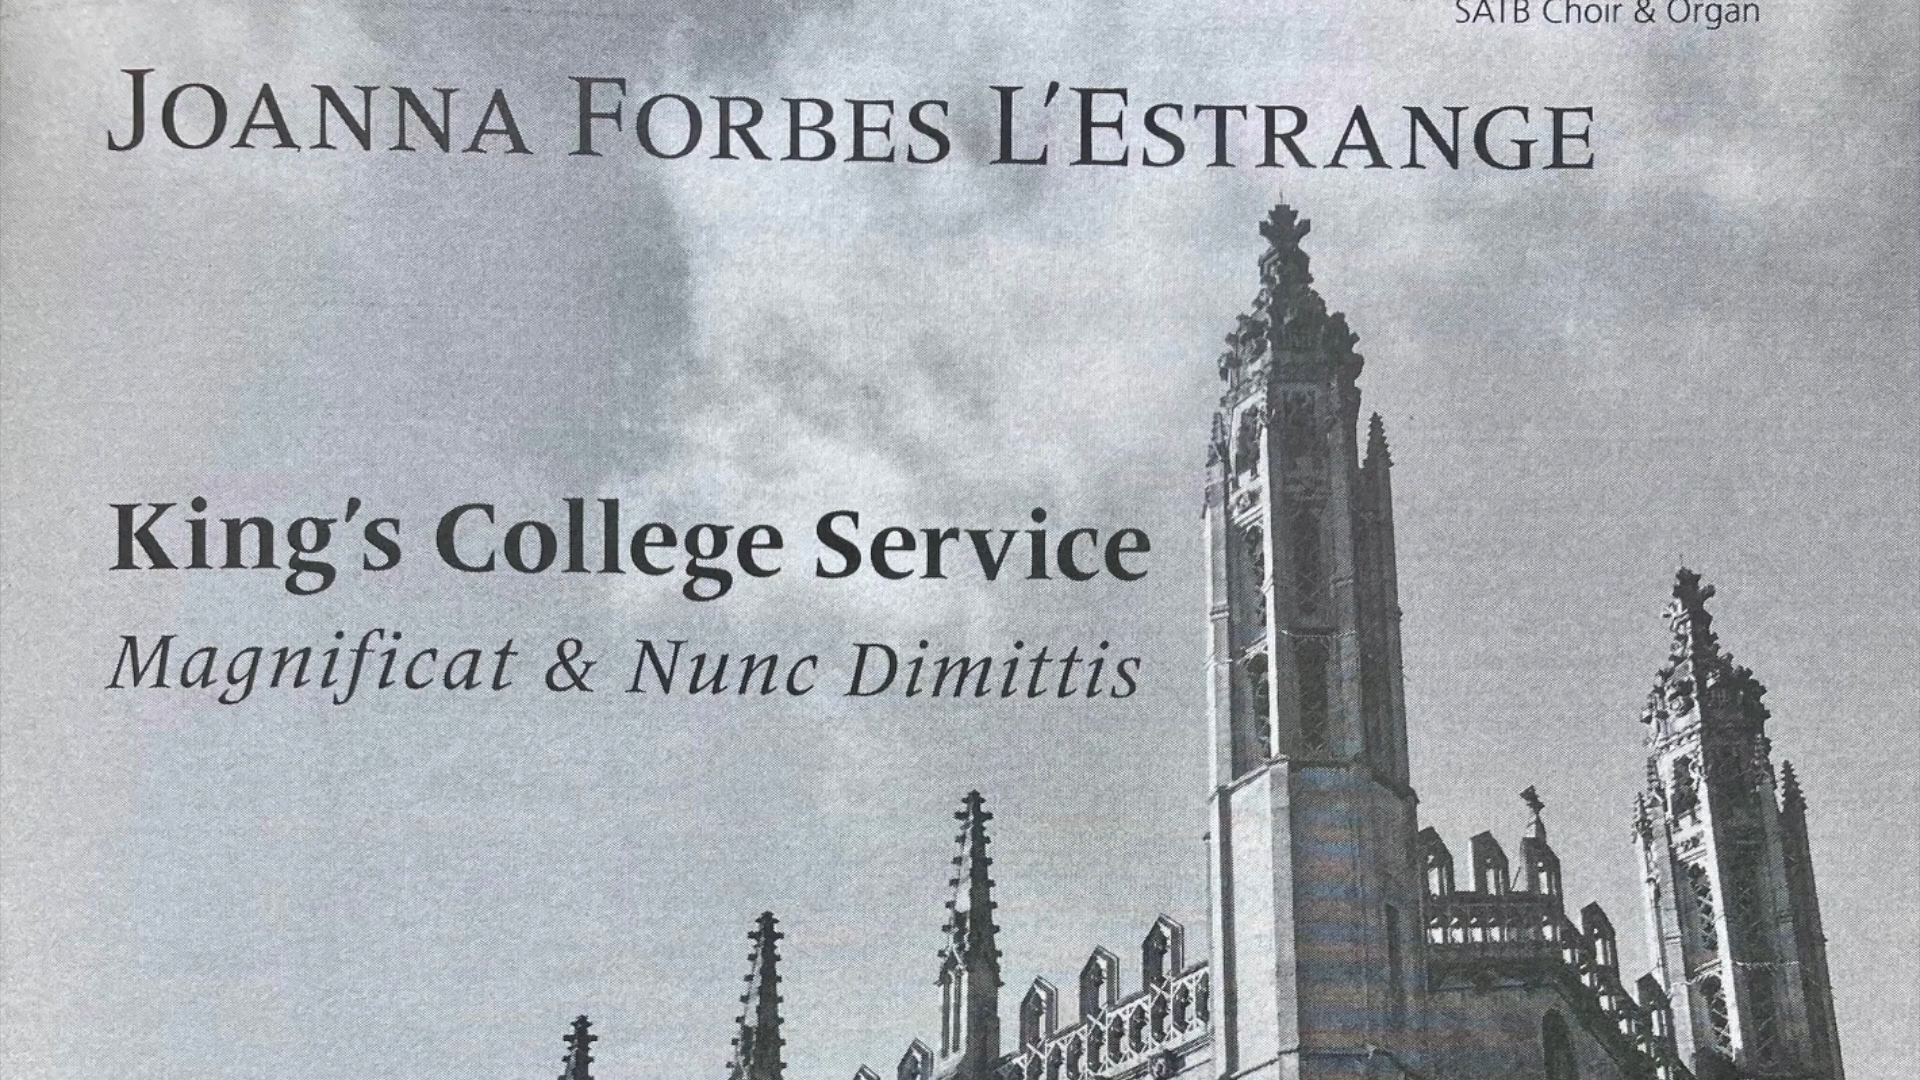 SATB Choir & Organ
JOANNA FORBES L'ESTRANGE
King's College Service
Magnificat & Nunc Dimittis